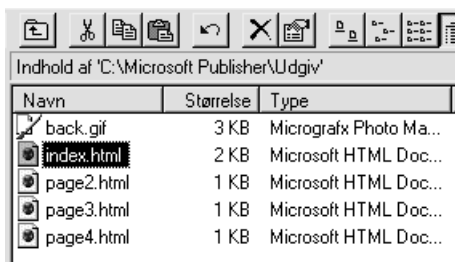 Indhold af 'C:\Microsoft Publisher\Udgiv'
Navn Størrelse Type
back.gif 3 KB Micrografx Photo Ma...
index.html 2 KB Microsoft HTML Doc...
page2.html 1 KB Microsoft HTML Doc...
page3.html 1 KB Microsoft HTML Doc...
page4.html 1 KB Microsoft HTML Doc...